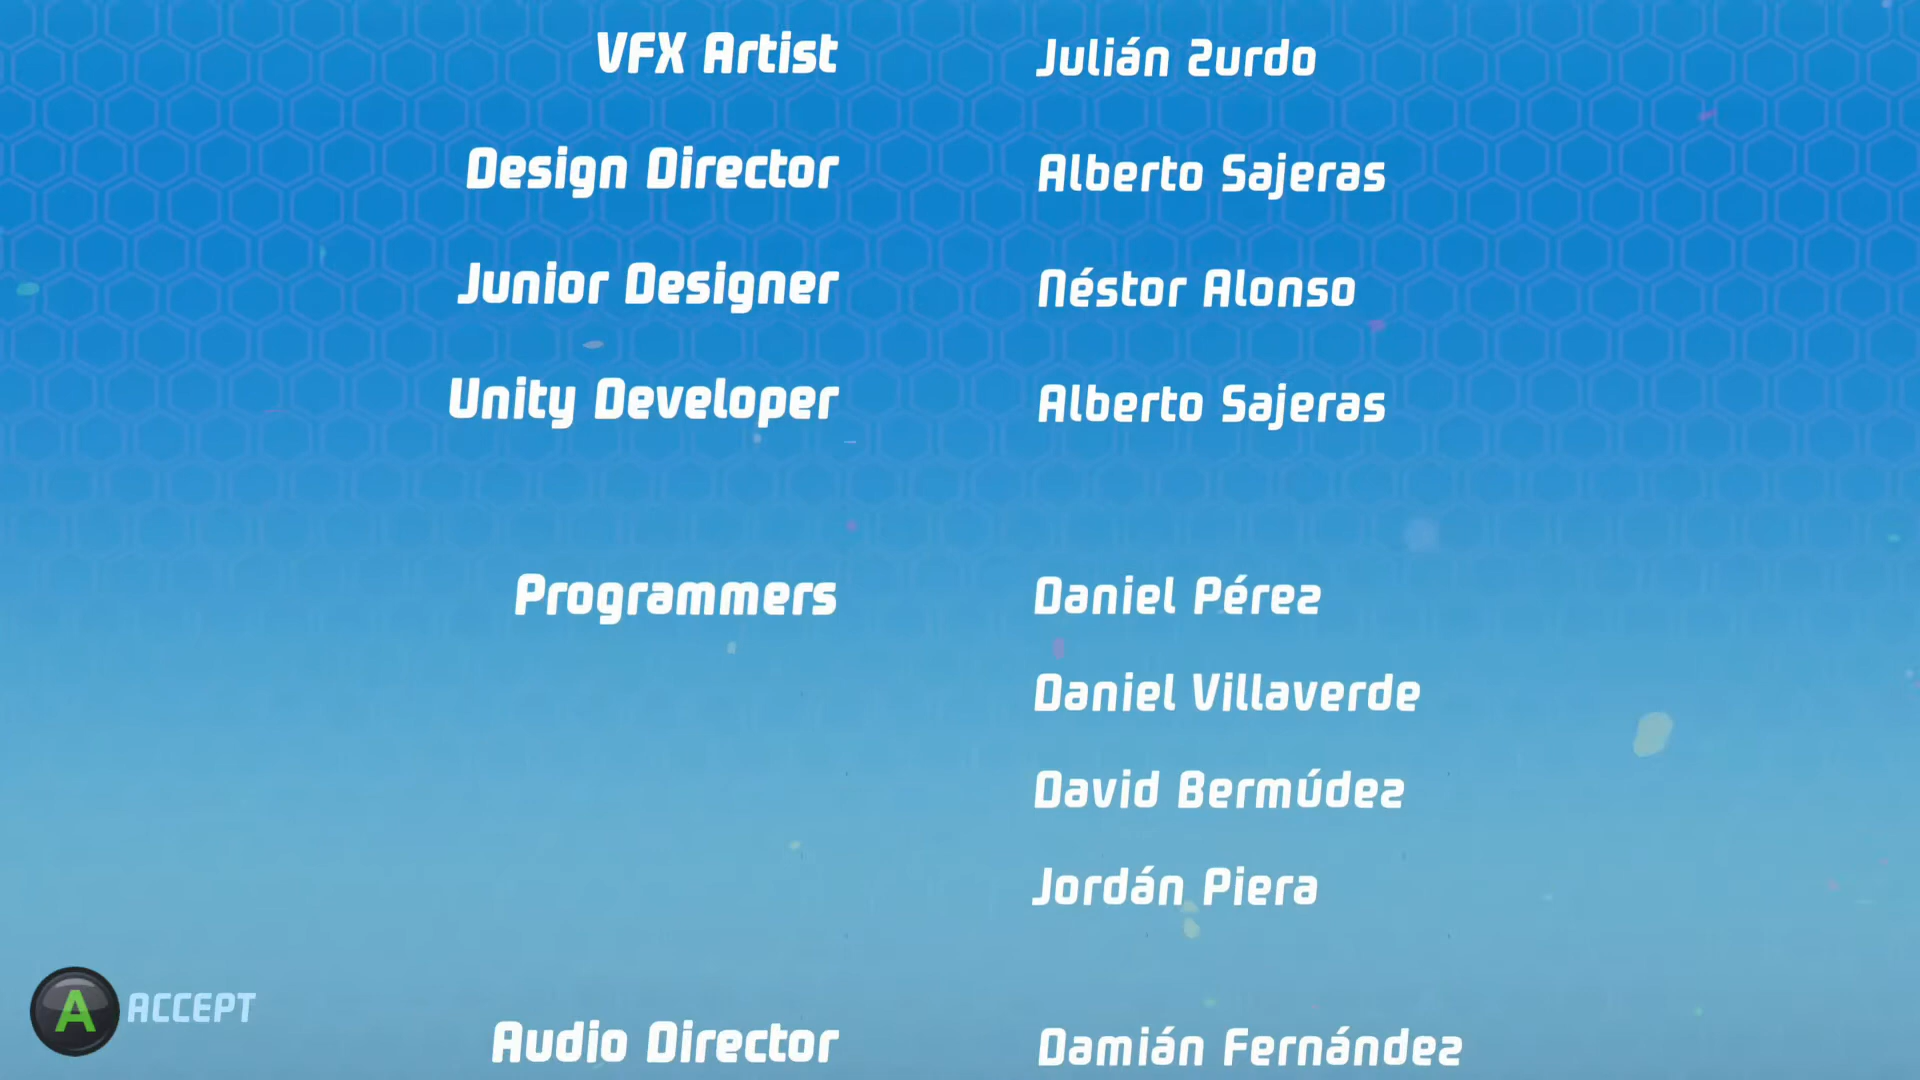 VFX Artist Julián Zurdo
Design Director Alberto Sajeras
Junior Designer Néstor Alonso
Unity Developer Alberto Sajeras
Programmers Daniel Pérez
Daniel Villaverde
David Bermúdez
Jordán Piera
A ACCEPT
Audio Director Damián Fernández